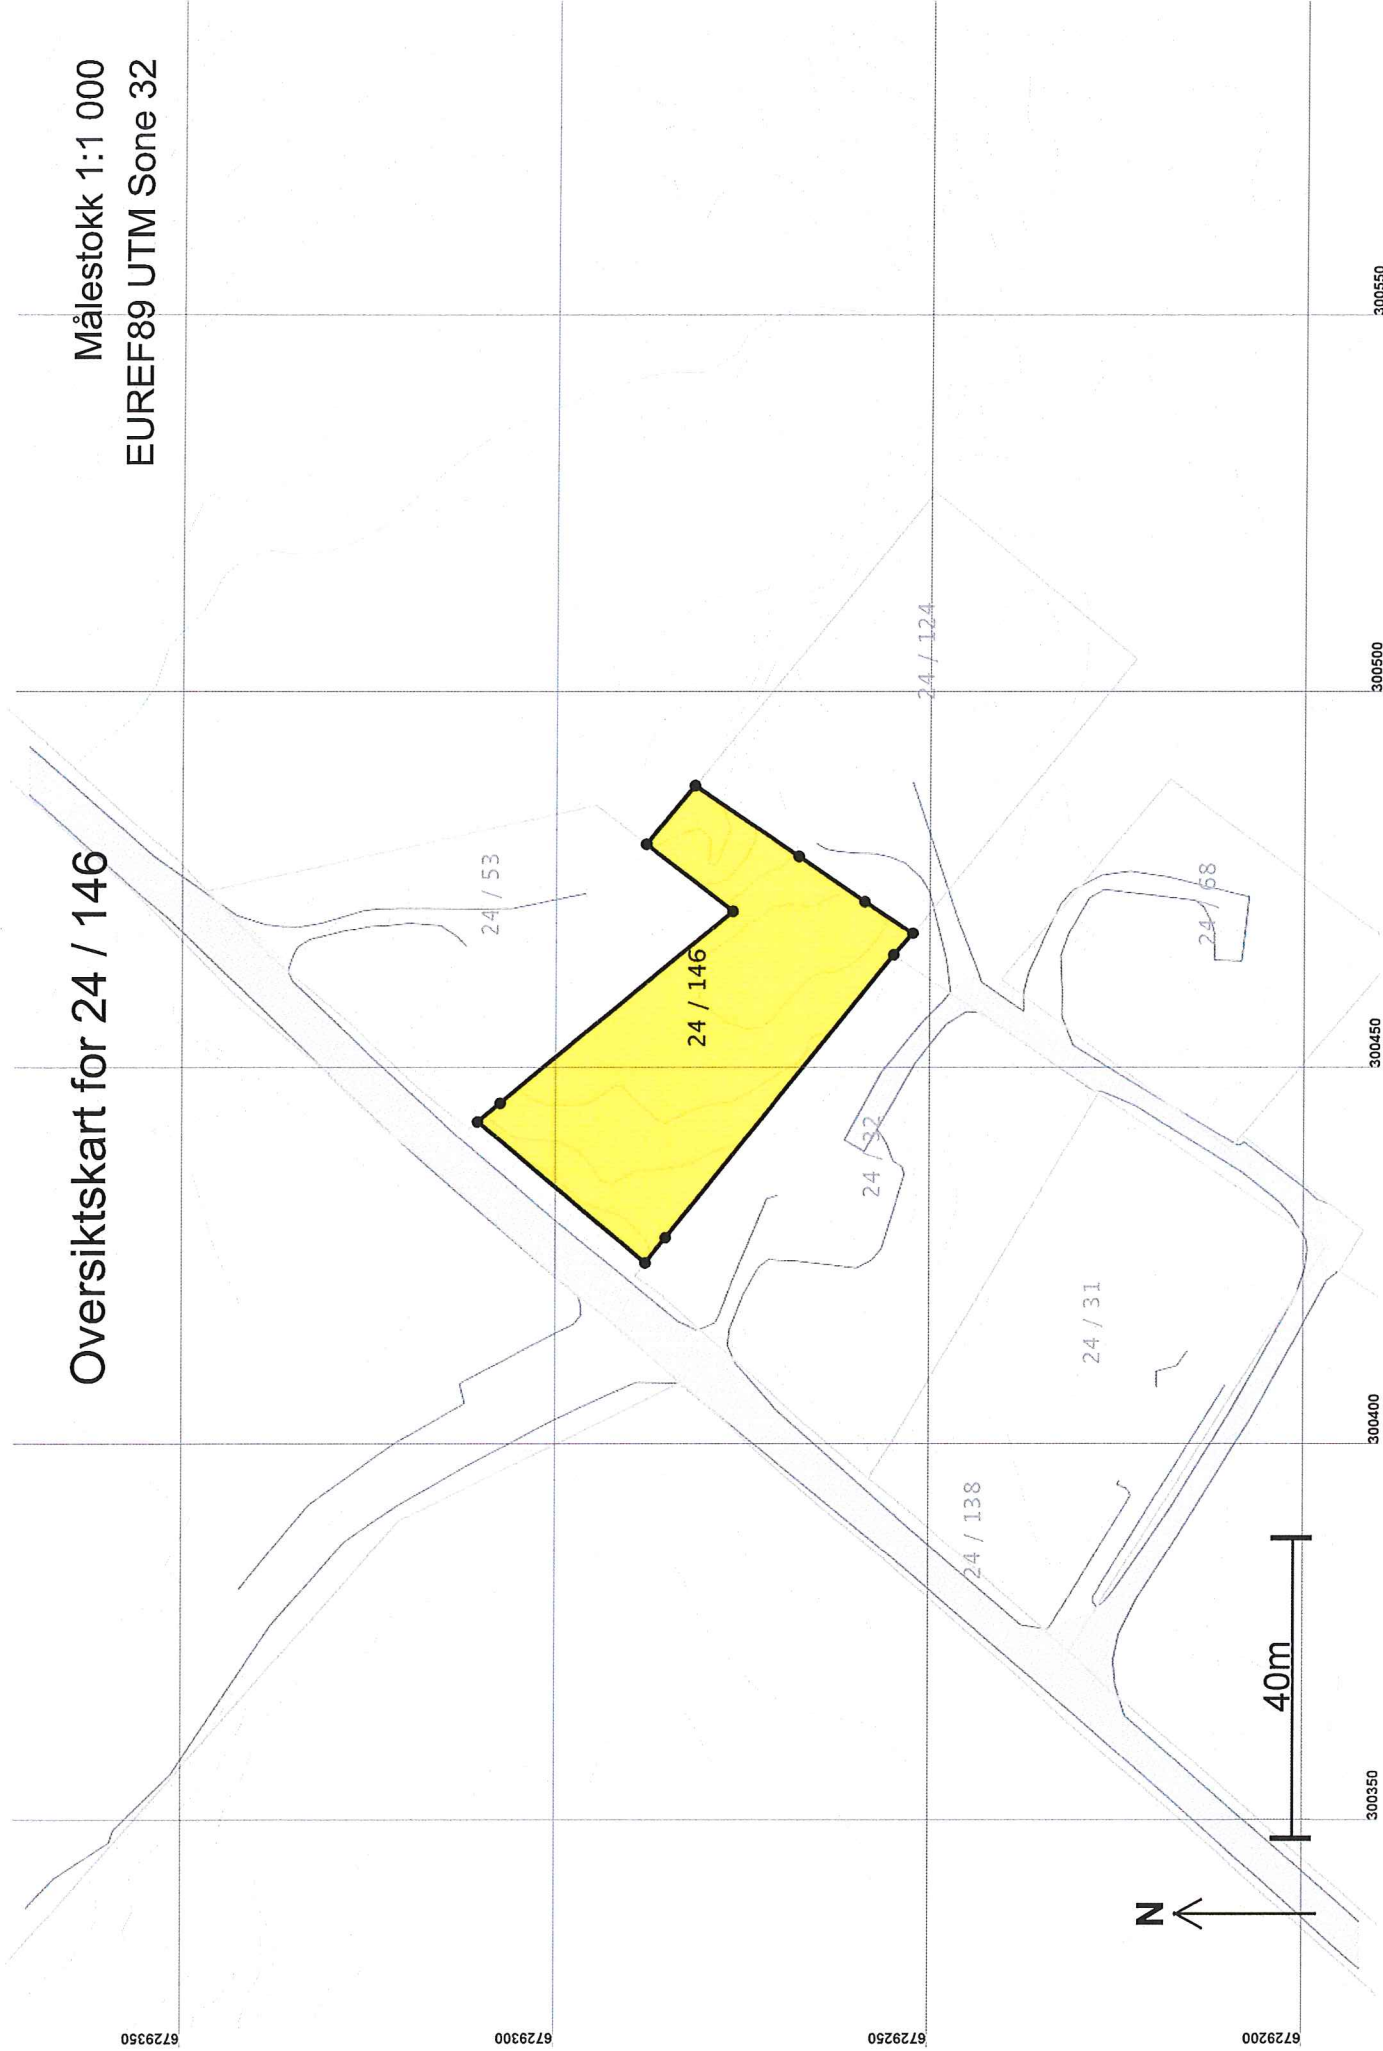 Oversiktskart for 24 / 146
Målestokk 1:1 000
EUREF89 UTM Sone 32
24 / 53
24 / 146
24 / 124
24 / 32
24 / 68
24 / 31
24 / 138
N
40m
6729350
6729300
6729250
6729200
300350
300400
300450
300500
300550